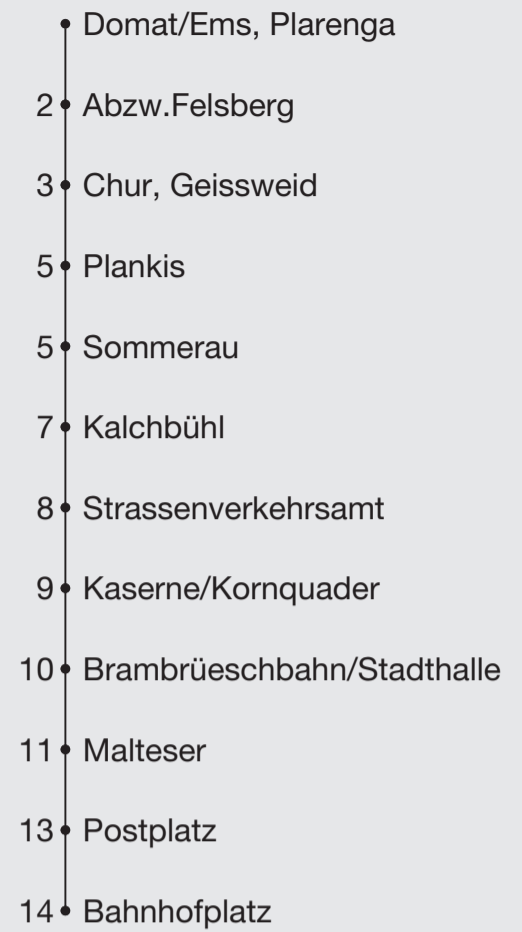 Domat/Ems, Plarenga
2 Abzw.Felsberg
3 Chur, Geissweid
5 Plankis
5 Sommerau
7 Kalchbühl
8 Strassenverkehrsamt
9 Kaserne/Kornquader
10 Brambrüeschbahn/Stadthalle
11 Malteser
13 Postplatz
14 Bahnhofplatz